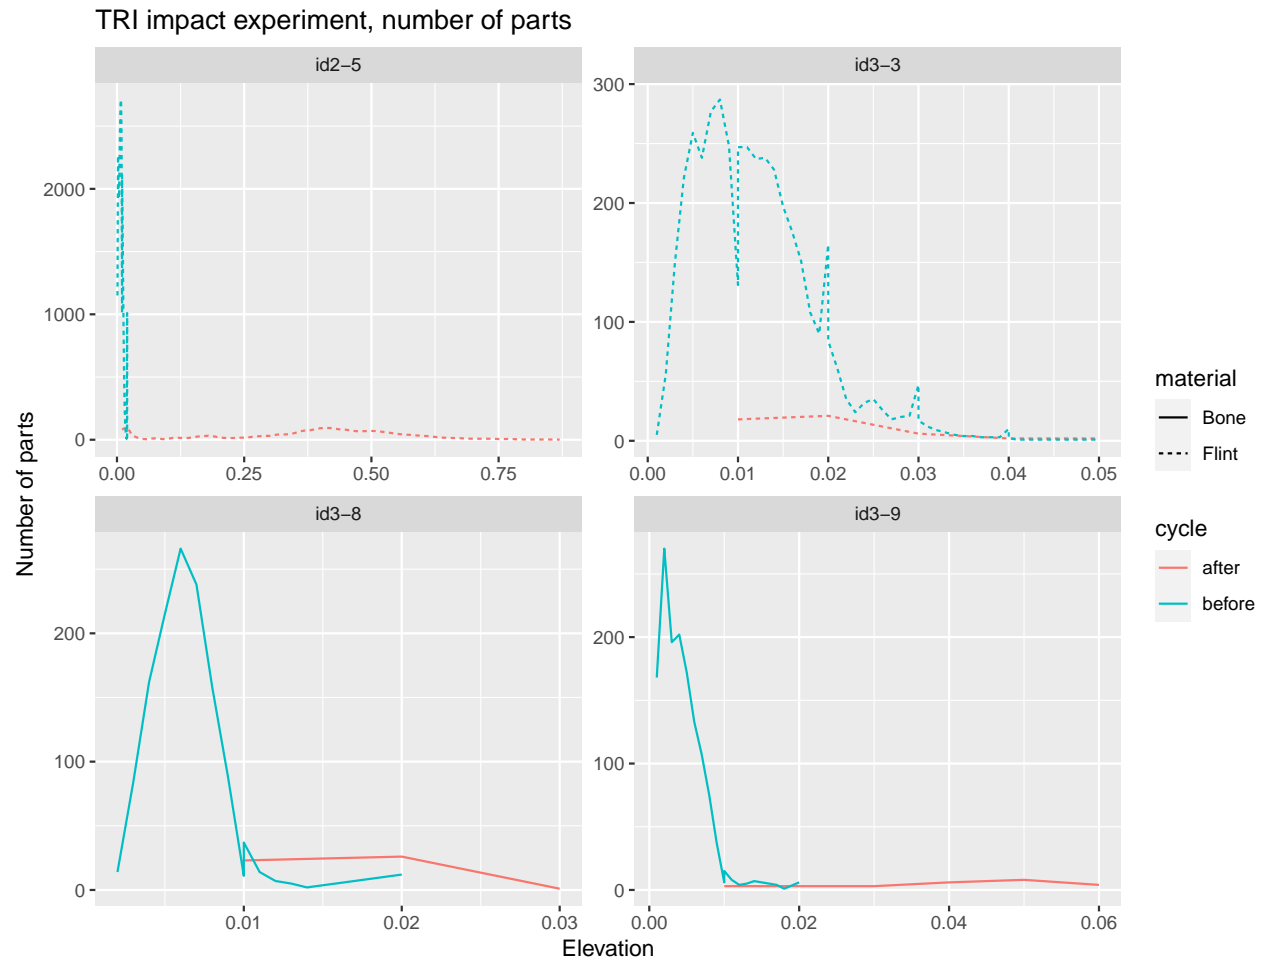 TRI impact experiment, number of parts
id2−5
id3−3
0
1000
2000
0.00 0.25 0.50 0.75
0
100
200
300
0.00 0.01 0.02 0.03 0.04 0.05
id3−8
id3−9
0
100
200
0.01 0.02 0.03
0
100
200
0.00 0.02 0.04 0.06
Elevation
Number of parts
material
Bone
Flint
cycle
after
before